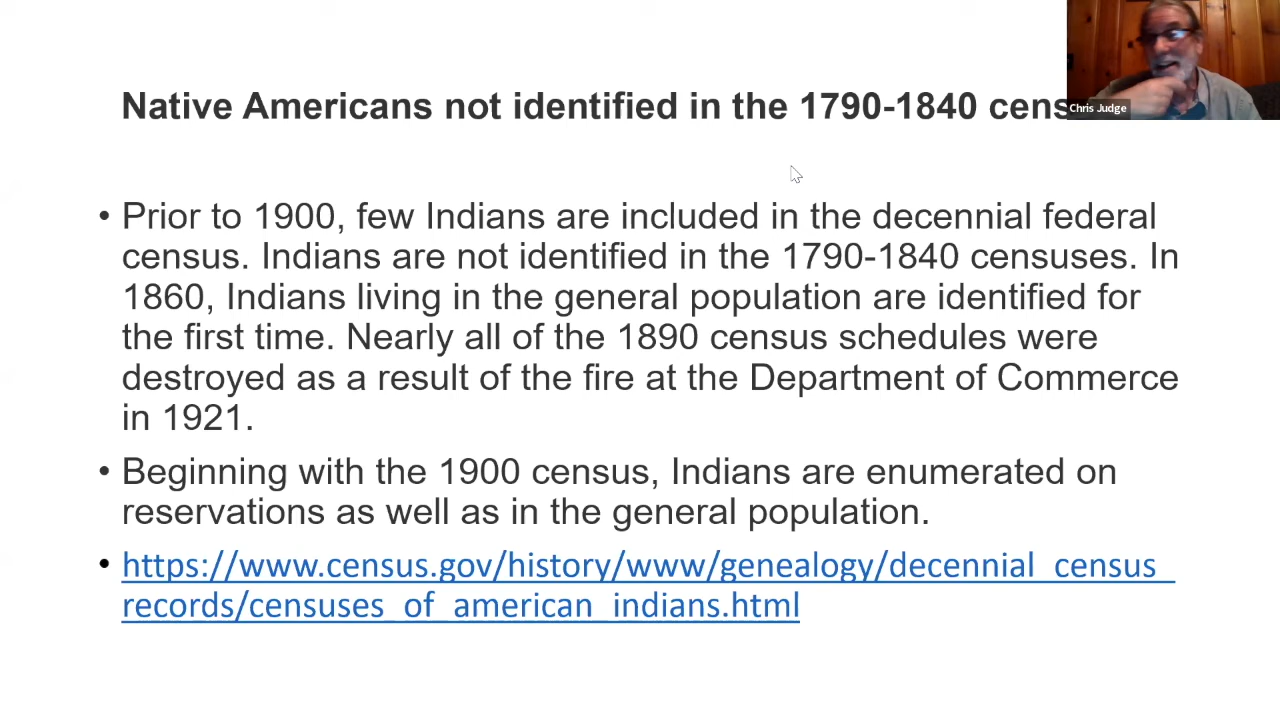 Native Americans not identified in the 1790-1840 cens
Chris Judge
• Prior to 1900, few Indians are included in the decennial federal
census. Indians are not identified in the 1790-1840 censuses. In
1860, Indians living in the general population are identified for
the first time. Nearly all of the 1890 census schedules were
destroyed as a result of the fire at the Department of Commerce
in 1921.
• Beginning with the 1900 census, Indians are enumerated on
reservations as well as in the general population.
• https://www.census.gov/history/www/genealogy/decennial_census_
records/censuses_of_american_indians.html